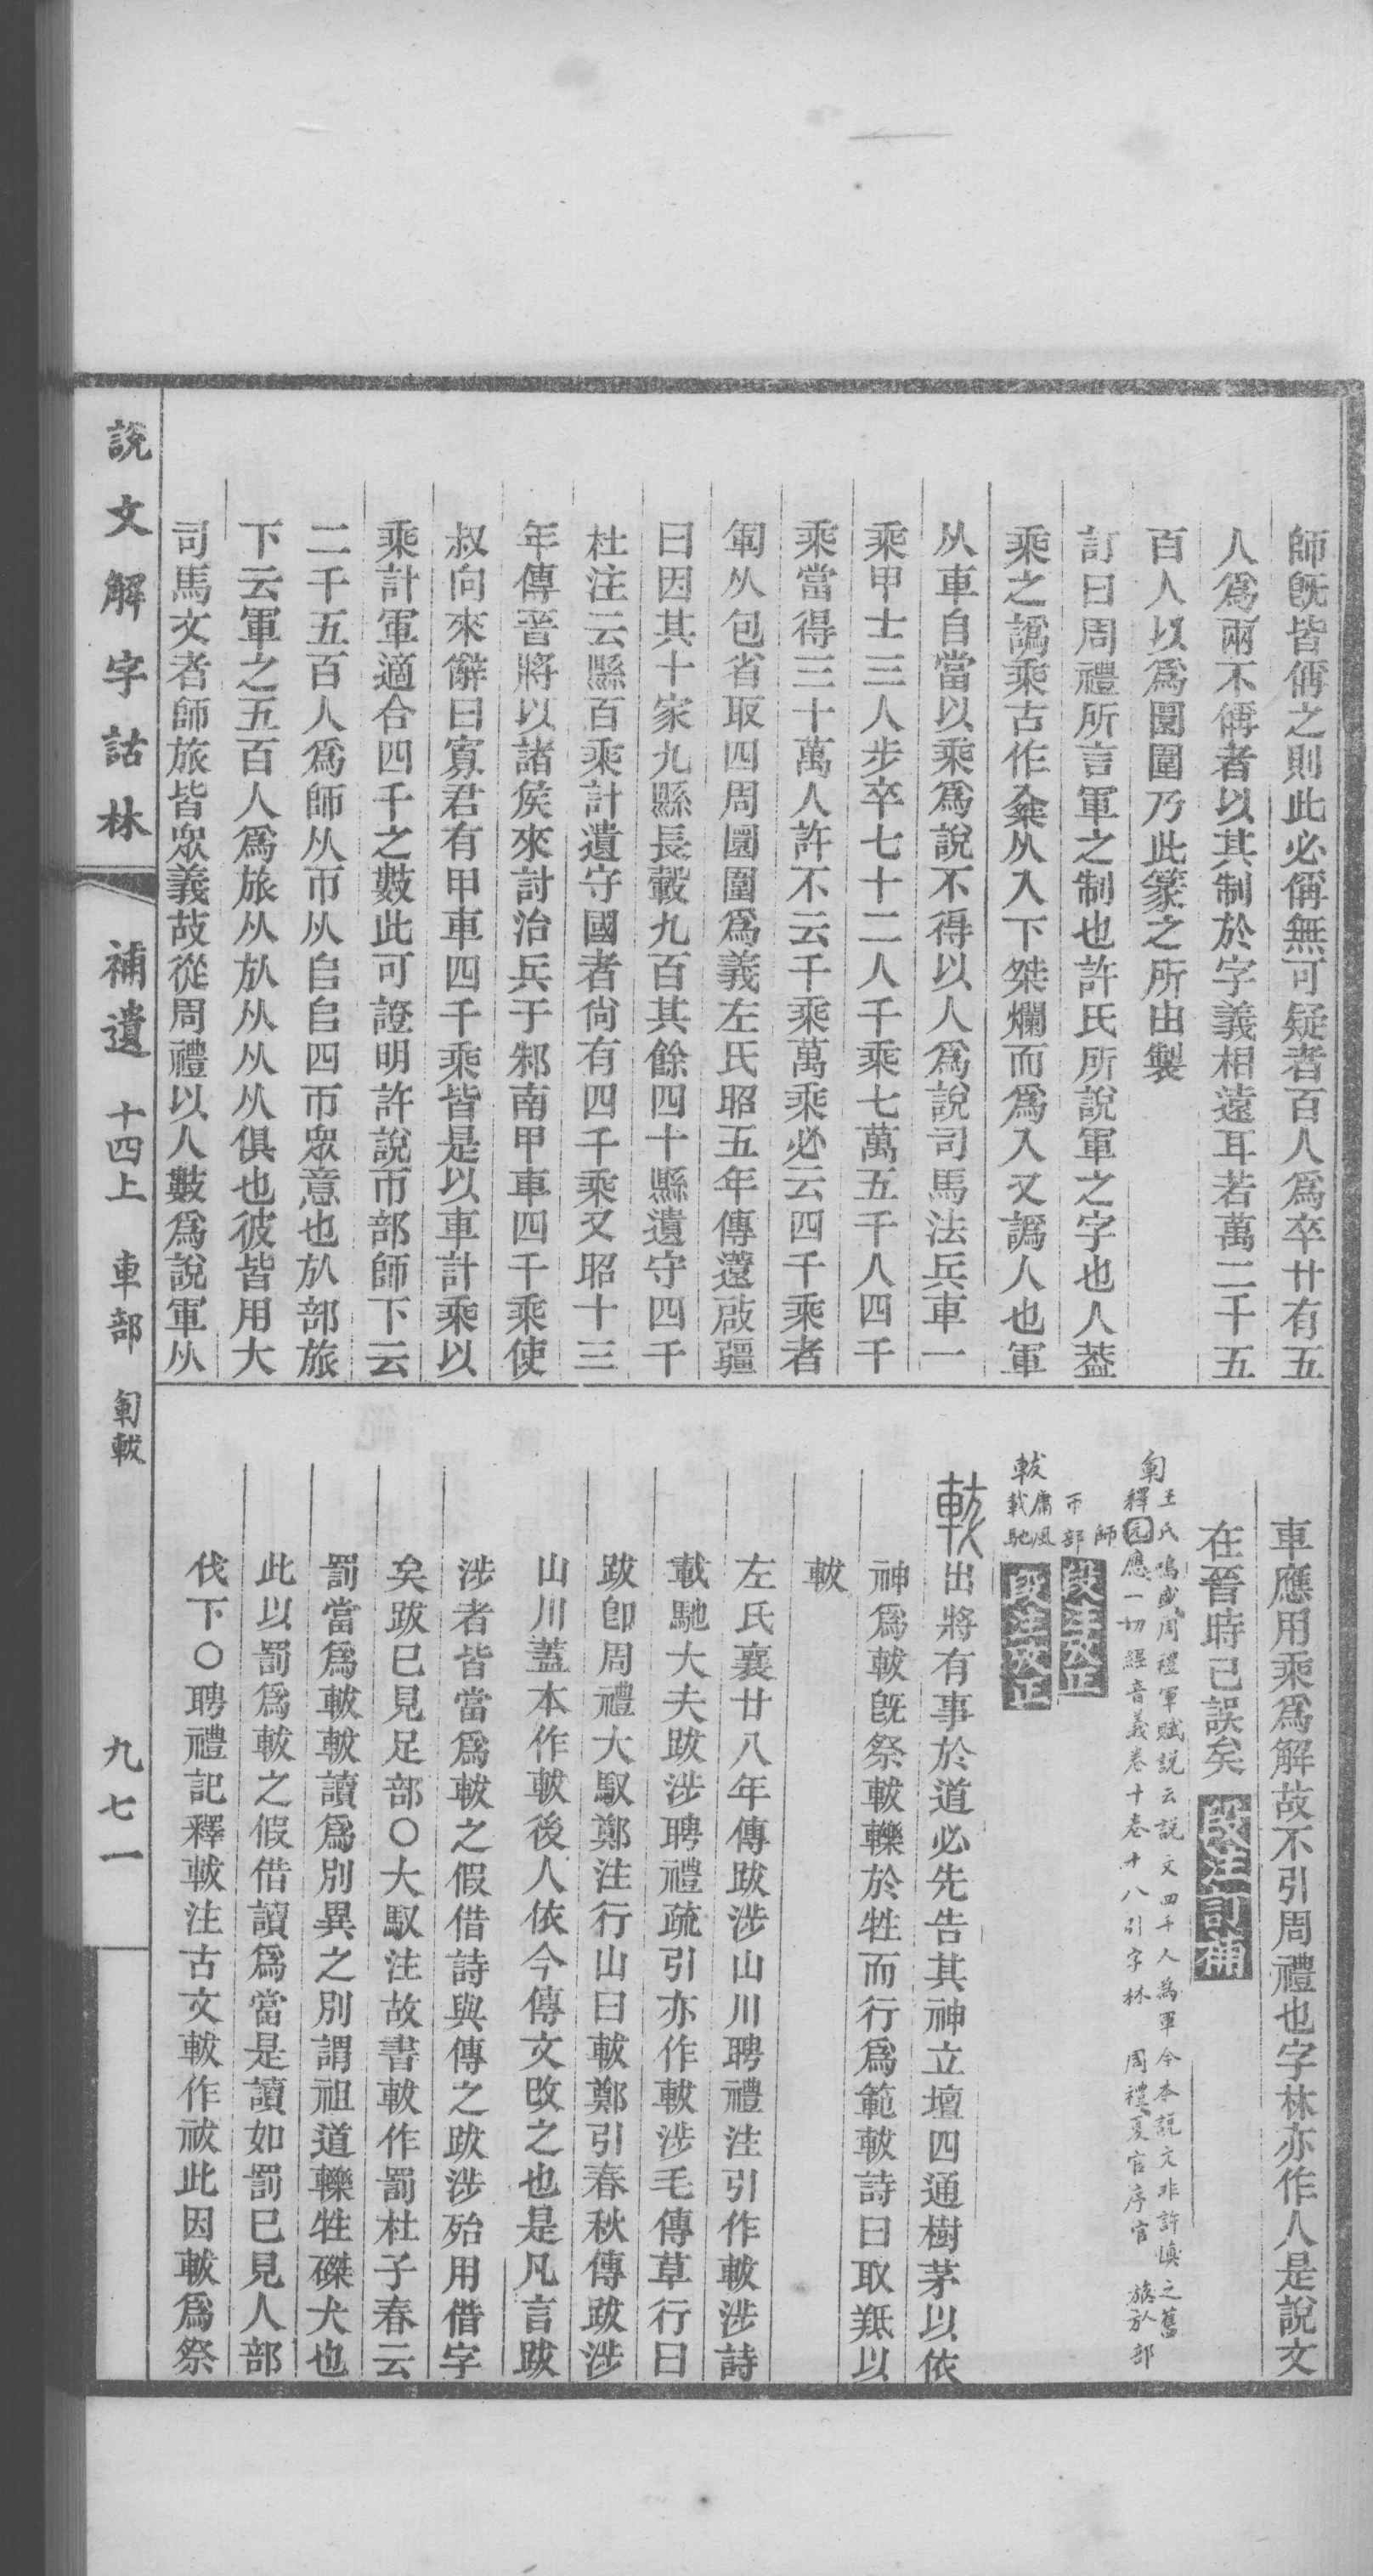 師旣皆偁之則此必偁無可疑者百人爲卒廿有五
人爲兩不偁者以其制於字義相遠耳若萬二千五
百人以爲圜圍乃此篆之所由製
訂曰周禮所言軍之制也許氏所說軍之字也人葢
乘之譌乘古作椉从入下桀爛而爲入又譌人也軍
从車自當以乘爲說不得以人爲說司馬法兵車一
乘甲士三人步卒七十二人千乘七萬五千人四千
乘當得三十萬人許不云千乘萬乘必云四千乘者
軍从包省取四周圜圍爲義左氏昭五年傳薳啟疆
曰因其十家九縣長轂九百其餘四十縣遺守四千
杜注云縣百乘計遺守國者尙有四千乘又昭十三
年傳晉將以諸矦來討治兵于邾南甲車四千乘使
叔向來辭曰寡君有甲車四千乘皆是以車計乘以
乘計軍適合四千之數此可證明許說帀部師下云
二千五百人爲師从帀从𠂤𠂤四帀眾意也㫃部旅
下云軍之五百人爲旅从㫃从从从俱也彼皆用大
司馬文者師旅皆眾義故從周禮以人數爲說軍从
車應用乘爲解故不引周禮也字林亦作人是說文
在晉時已誤矣 段注訂補
軍 王氏鳴盛周禮軍賦說云說文四千人爲軍今本說文非許愼之舊
釋元應一切經音義卷十卷十八引字林 周禮夏官序官 旅㫃部
師 帀部 段注攷正
軷 鄘風載馳 段注攷正
軷 出將有事於道必先告其神立壇四通樹茅以依
神爲軷旣祭軷轢於牲而行爲範軷詩曰取羝以
軷
左氏襄廿八年傳跋涉山川聘禮注引作軷涉詩
載馳大夫跋涉聘禮疏引亦作軷涉毛傳草行曰
跋卽周禮大馭鄭注行山曰軷鄭引春秋傳跋涉
山川蓋本作軷後人依今傳文改之也是凡言跋
涉者皆當爲軷之假借詩與傳之跋涉殆用借字
矣跋已見足部〇大馭注故書軷作罰杜子春云
罰當爲軷軷讀爲別異之別謂祖道轢牲磔犬也
此以罰爲軷之假借讀爲當是讀如罰已見人部
伐下〇聘禮記釋軷注古文軷作祓此因軷爲祭
說文解字詁林 補遺 十四上 車部 軍軷 九七一